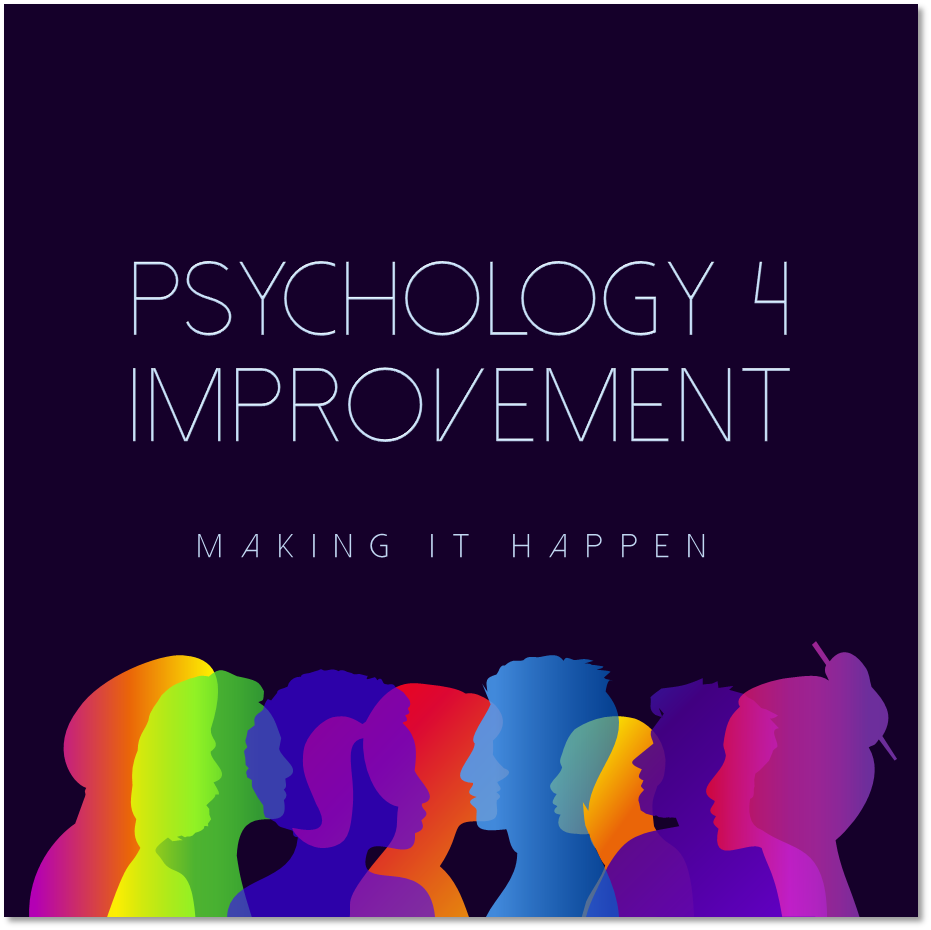 PSYCHOLOGY 4
IMPROVEMENT
MAKING IT HAPPEN